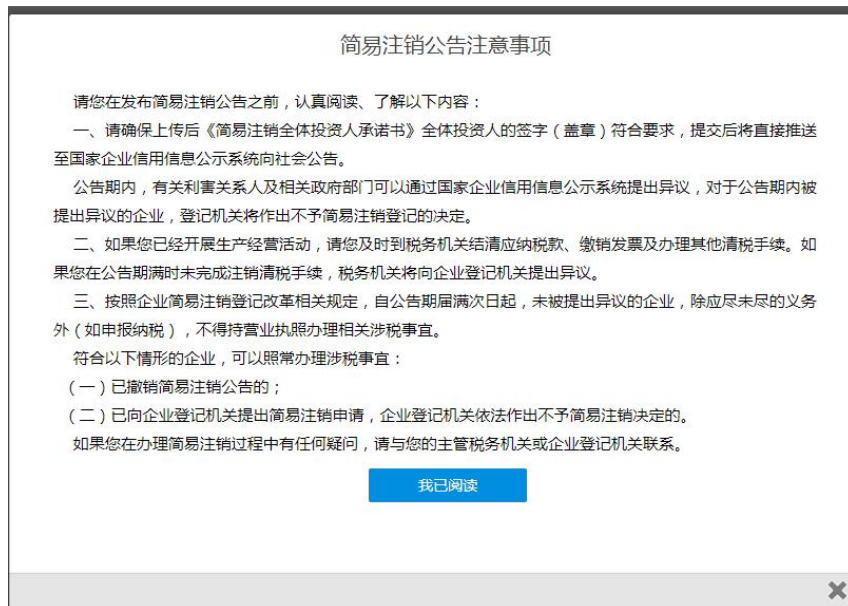 简易注销公告注意事项
请您在发布简易注销公告之前，认真阅读、了解以下内容：
一、请确保上传后《简易注销全体投资人承诺书》全体投资人的签字（盖章）符合要求，提交后将直接推送
至国家企业信用信息公示系统向社会公告。
公告期内，有关利害关系人及相关政府部门可以通过国家企业信用信息公示系统提出异议，对于公告期内被
提出异议的企业，登记机关将作出不予简易注销登记的决定。
二、如果您已经开展生产经营活动，请您及时到税务机关结清应纳税款、缴销发票及办理其他清税手续。如
果您在公告期满时未完成注销清税手续，税务机关将向企业登记机关提出异议。
三、按照企业简易注销登记改革相关规定，自公告期届满次日起，未被提出异议的企业，除应尽未尽的义务
外（如申报纳税），不得持营业执照办理相关涉税事宜。
符合以下情形的企业，可以照常办理涉税事宜：
（一）已撤销简易注销公告的；
（二）已向企业登记机关提出简易注销申请，企业登记机关依法作出不予简易注销决定的。
如果您在办理简易注销过程中有任何疑问，请与您的主管税务机关或企业登记机关联系。
我已阅读